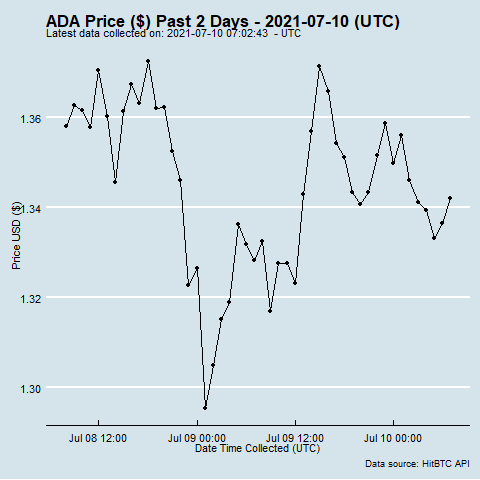 ADA Price ($) Past 2 Days - 2021-07-10 (UTC)
Latest data collected on: 2021-07-10 07:02:43 - UTC
Price USD ($)
1.36
1.34
1.32
1.30
Jul 08 12:00
Jul 09 00:00
Jul 09 12:00
Jul 10 00:00
Date Time Collected (UTC)
Data source: HitBTC API